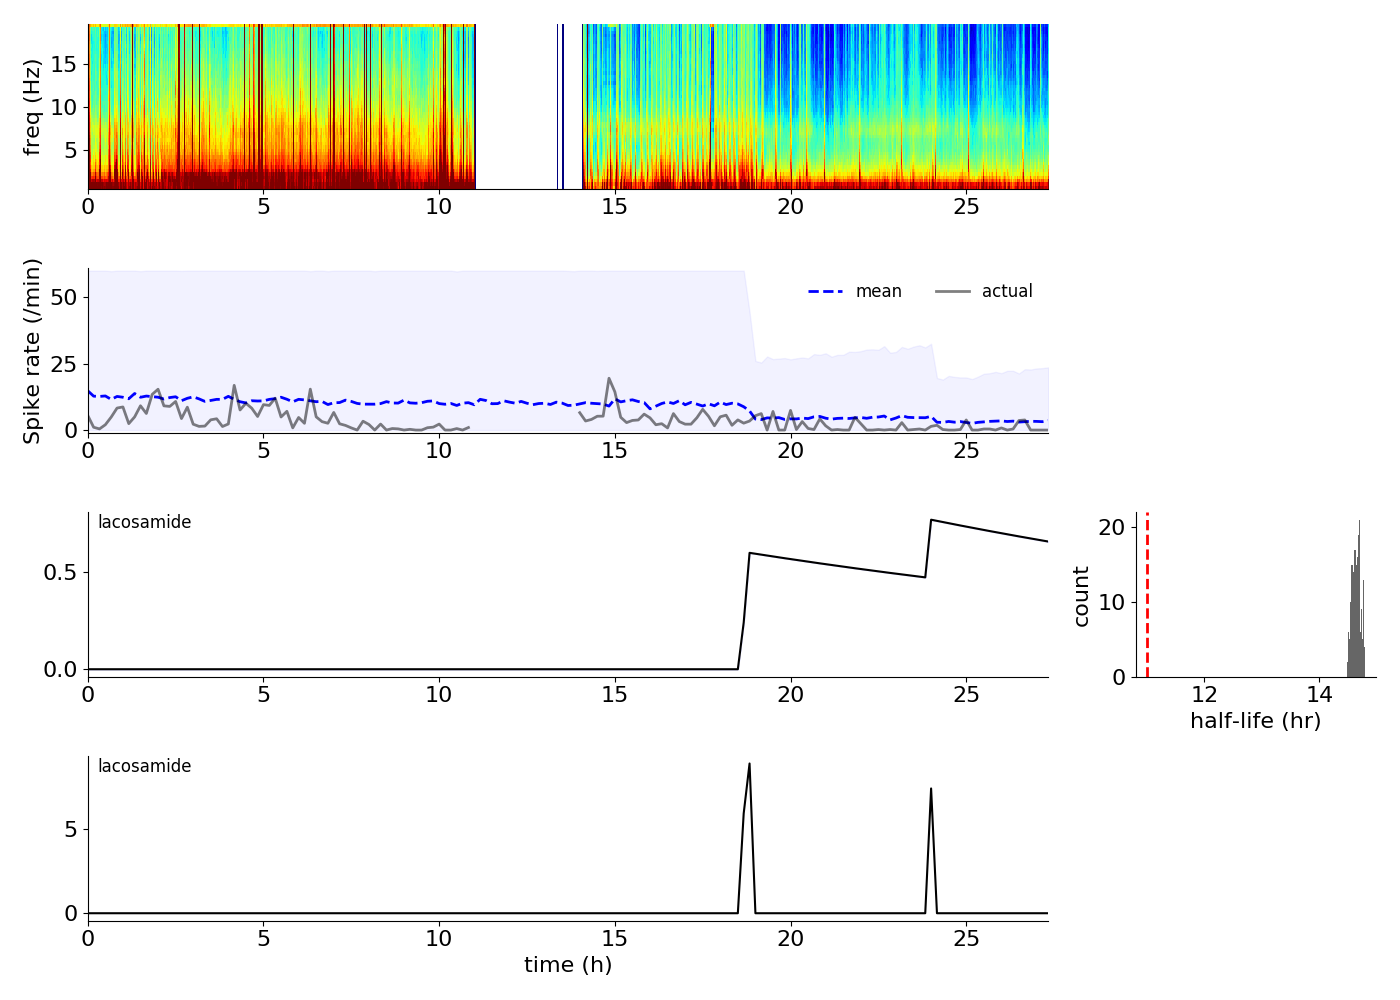 freq (Hz)
15
10
5
0 5 10 15 20 25
Spike rate (/min)
50
25
0
mean actual
0 5 10 15 20 25
lacosamide
0.5
0.0
0 5 10 15 20 25
count
20
10
0
12 14
half-life (hr)
lacosamide
5
0
0 5 10 15 20 25
time (h)